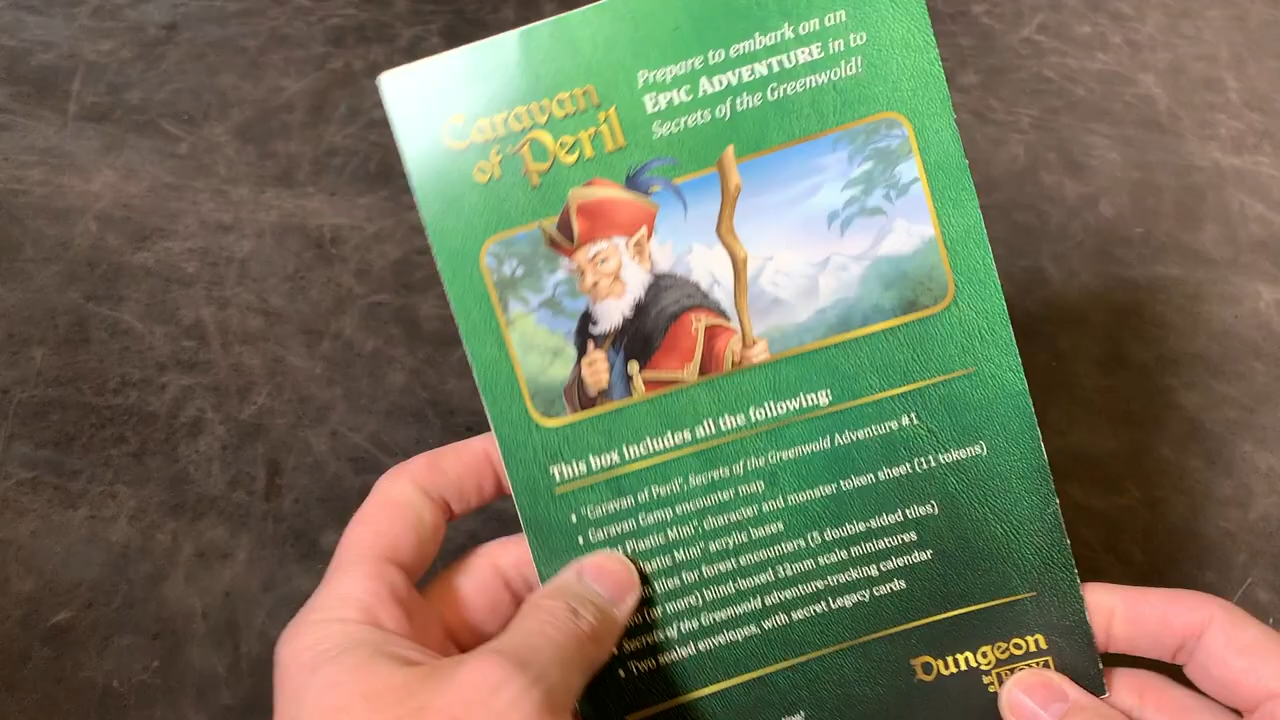 Caravan
of Peril
Prepare to embark on an
EPIC ADVENTURE in to
Secrets of the Greenwold!
This box includes all the following:
• "Caravan of Peril", Secrets of the Greenwold Adventure #1
• Caravan Camp encounter map
Plastic Mini" character and monster token sheet (11 tokens)
Plastic Mini" acrylic bases
tiles for forest encounters (5 double-sided tiles)
more) blind-boxed 32mm scale miniatures
• Secrets of the Greenwold adventure-tracking calendar
• Two sealed envelopes, with secret Legacy cards
Dungeon
in a BOX